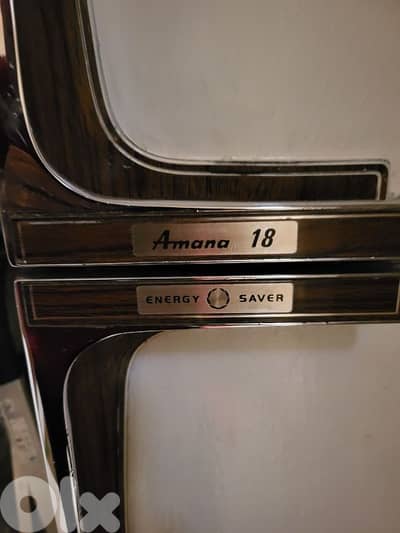 Amana 18
ENERGY SAVER
olx